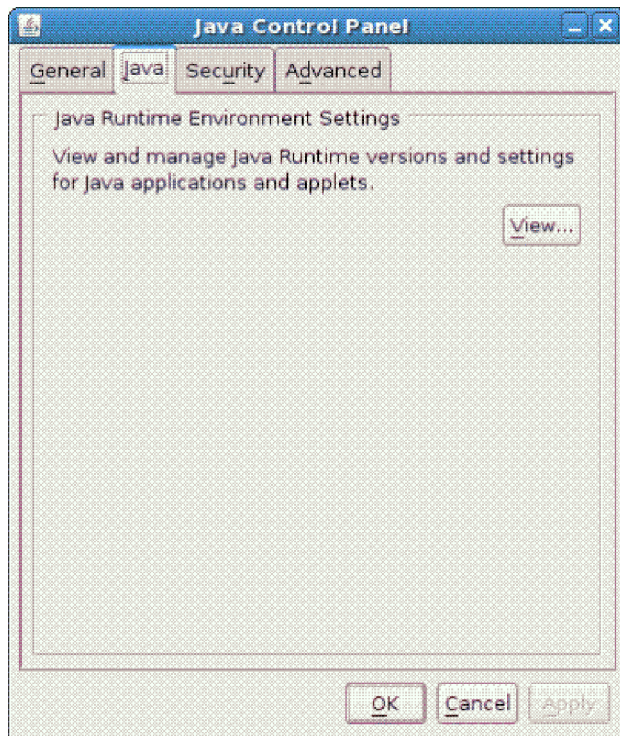 Java Control Panel
General Java Security Advanced
Java Runtime Environment Settings
View and manage Java Runtime versions and settings
for Java applications and applets.
View...
OK Cancel Apply